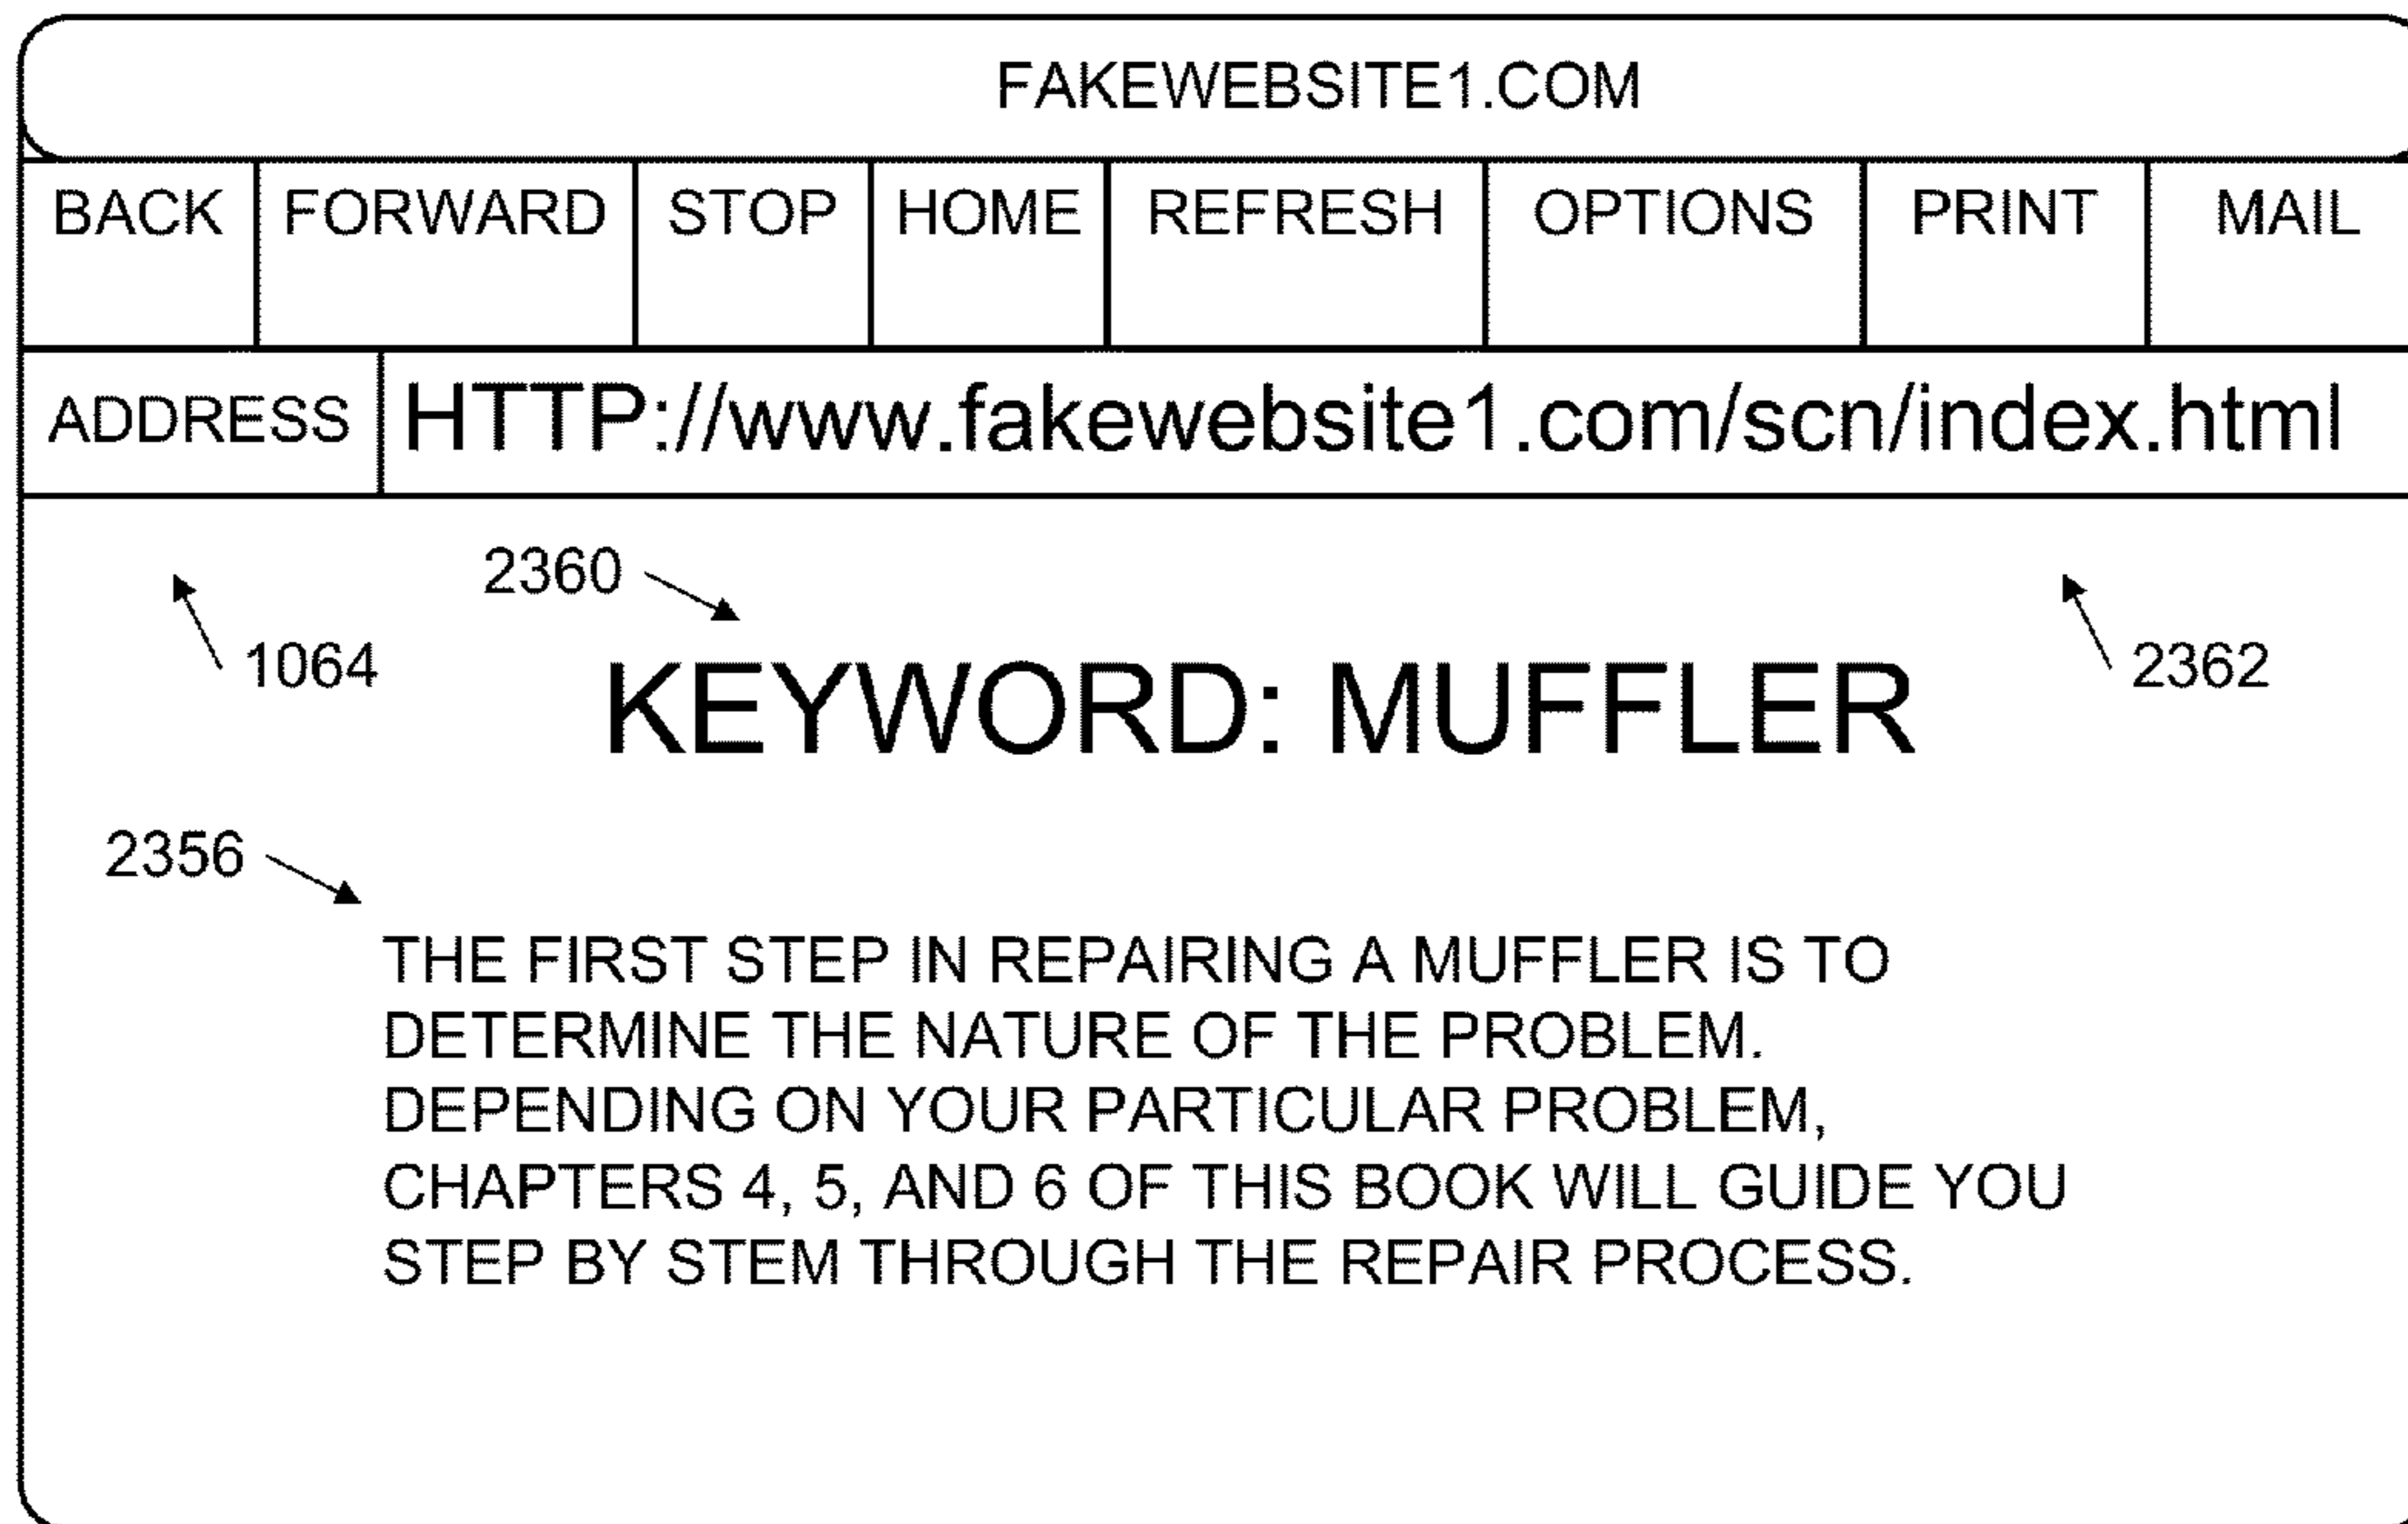 FAKEWEBSITE1.COM
BACK FORWARD STOP HOME REFRESH OPTIONS PRINT MAIL
ADDRESS HTTP://www.fakewebsite1.com/scn/index.html
2360
1064
2362
KEYWORD: MUFFLER
2356
THE FIRST STEP IN REPAIRING A MUFFLER IS TO
DETERMINE THE NATURE OF THE PROBLEM.
DEPENDING ON YOUR PARTICULAR PROBLEM,
CHAPTERS 4, 5, AND 6 OF THIS BOOK WILL GUIDE YOU
STEP BY STEM THROUGH THE REPAIR PROCESS.